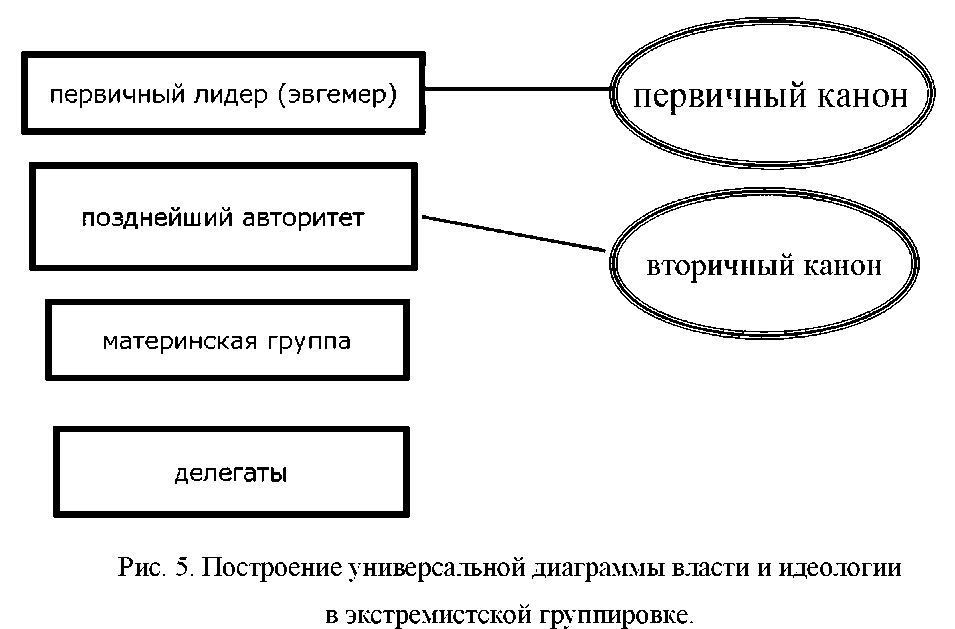 первичный лидер (эвгемер)
первичный канон
позднейший авторитет
вторичный канон
материнская группа
делегаты
Рис. 5. Построение универсальной диаграммы власти и идеологии
в экстремистской группировке.